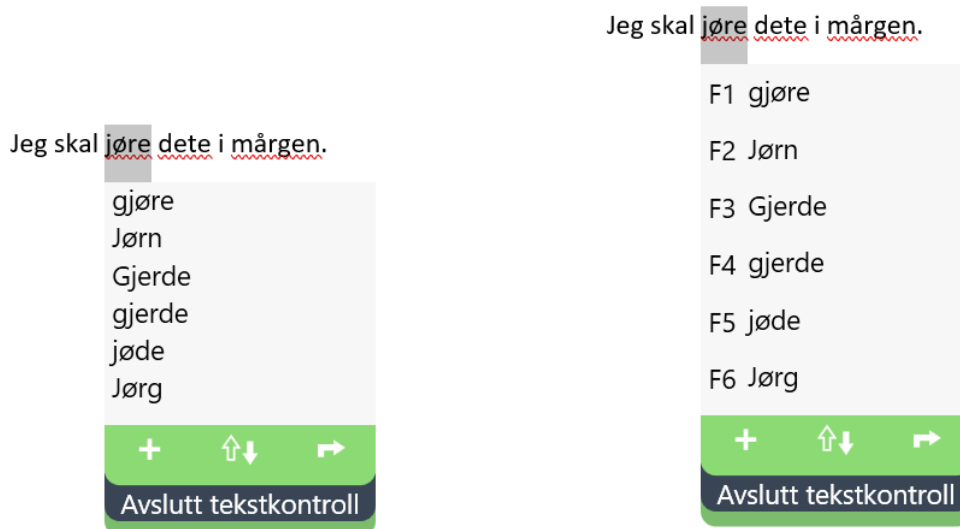 Jeg skal jøre dete i mårgen.
gjøre
Jørn
Gjerde
gjerde
jøde
Jørg
Avslutt tekstkontroll
Jeg skal jøre dete i mårgen.
F1 gjøre
F2 Jørn
F3 Gjerde
F4 gjerde
F5 jøde
F6 Jørg
Avslutt tekstkontroll